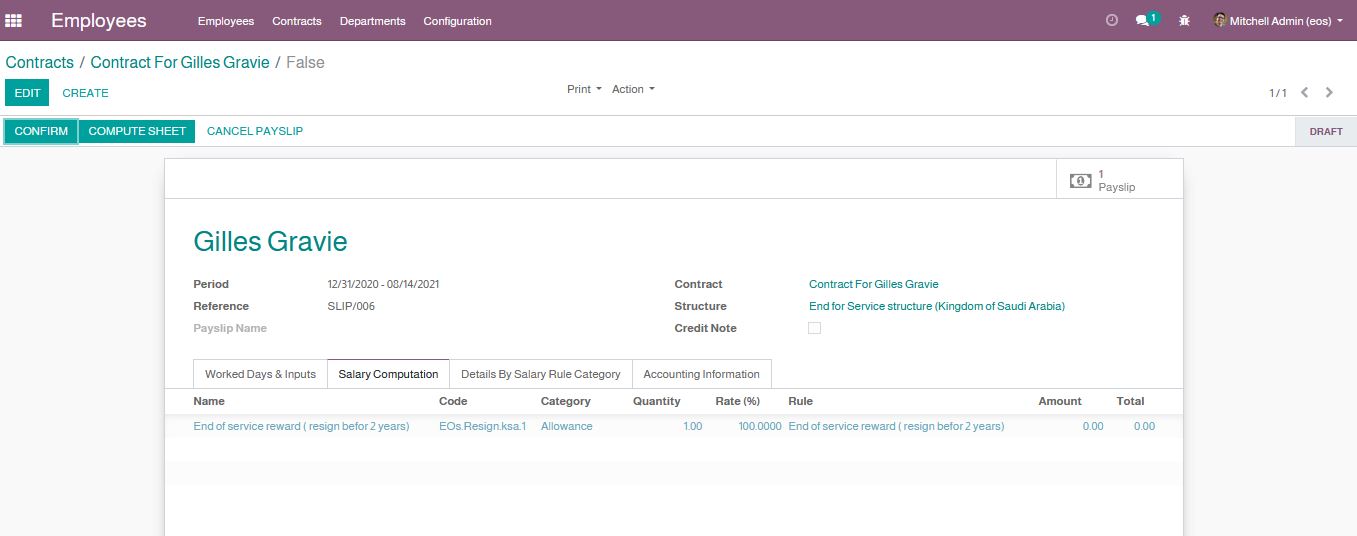 Employees Employees Contracts Departments Configuration 1 Mitchell Admin (eos)
Contracts / Contract For Gilles Gravie / False
EDIT CREATE Print Action 1 / 1
CONFIRM COMPUTE SHEET CANCEL PAYSLIP DRAFT
1
Payslip
Gilles Gravie
Period 12/31/2020 - 08/14/2021 Contract Contract For Gilles Gravie
Reference SLIP/006 Structure End for Service structure (Kingdom of Saudi Arabia)
Payslip Name Credit Note
Worked Days & Inputs Salary Computation Details By Salary Rule Category Accounting Information
Name Code Category Quantity Rate (%) Rule Amount Total
End of service reward ( resign befor 2 years) EOs.Resign.ksa.1 Allowance 1.00 100.0000 End of service reward ( resign befor 2 years) 0.00 0.00